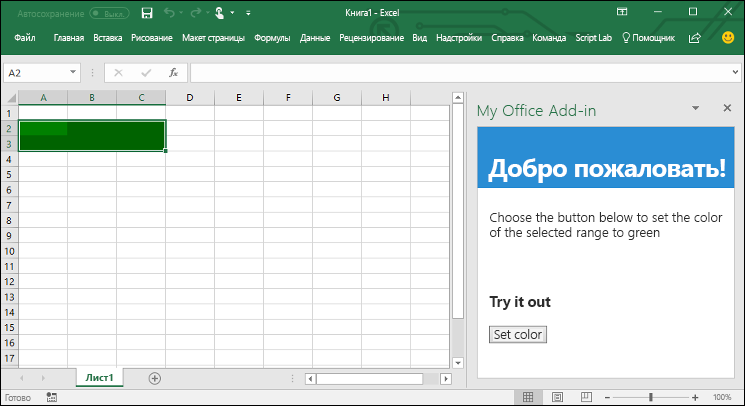 Автосохранение Выкл. Книга1 - Excel
Файл Главная Вставка Рисование Макет страницы Формулы Данные Рецензирование Вид Надстройки Справка Команда Script Lab Помощник
A2 fx
A B C D E F G H
My Office Add-in
1
2
3
4
5
6
7
8
9
10
11
12
13
14
15
16
17
Добро пожаловать!
Choose the button below to set the color
of the selected range to green
Try it out
Set color
Лист1
Готово 100%